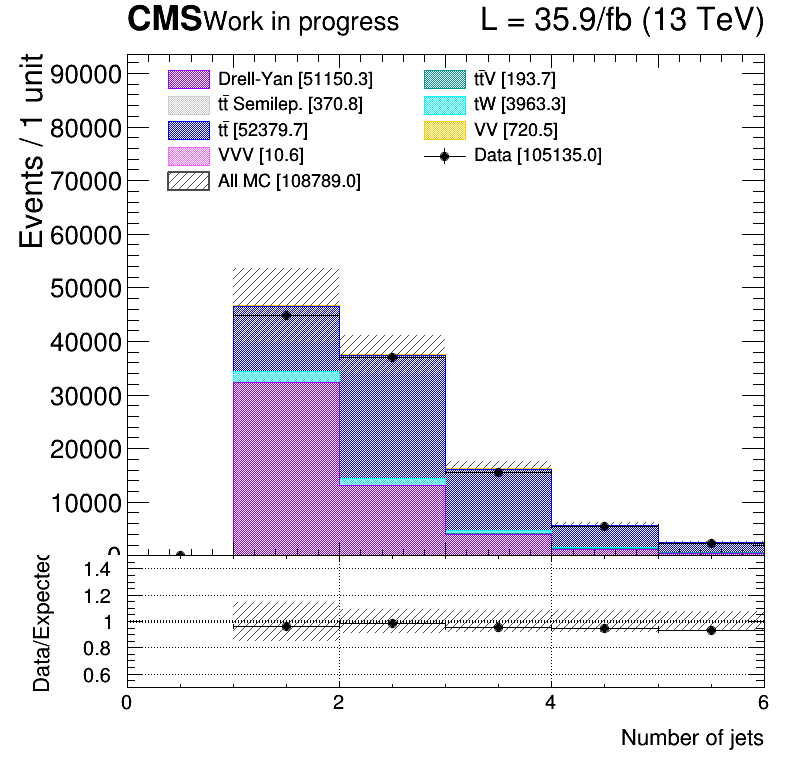 CMS Work in progress L = 35.9/fb (13 TeV)
Events / 1 unit
90000
80000
70000
60000
50000
40000
30000
20000
10000
0
Drell-Yan [51150.3]
tt̄ Semilep. [370.8]
tt̄ [52379.7]
VVV [10.6]
All MC [108789.0]
tt̄V [193.7]
tW [3963.3]
VV [720.5]
Data [105135.0]
Data/Expected
1.4
1.2
1
0.8
0.6
0 2 4 6
Number of jets